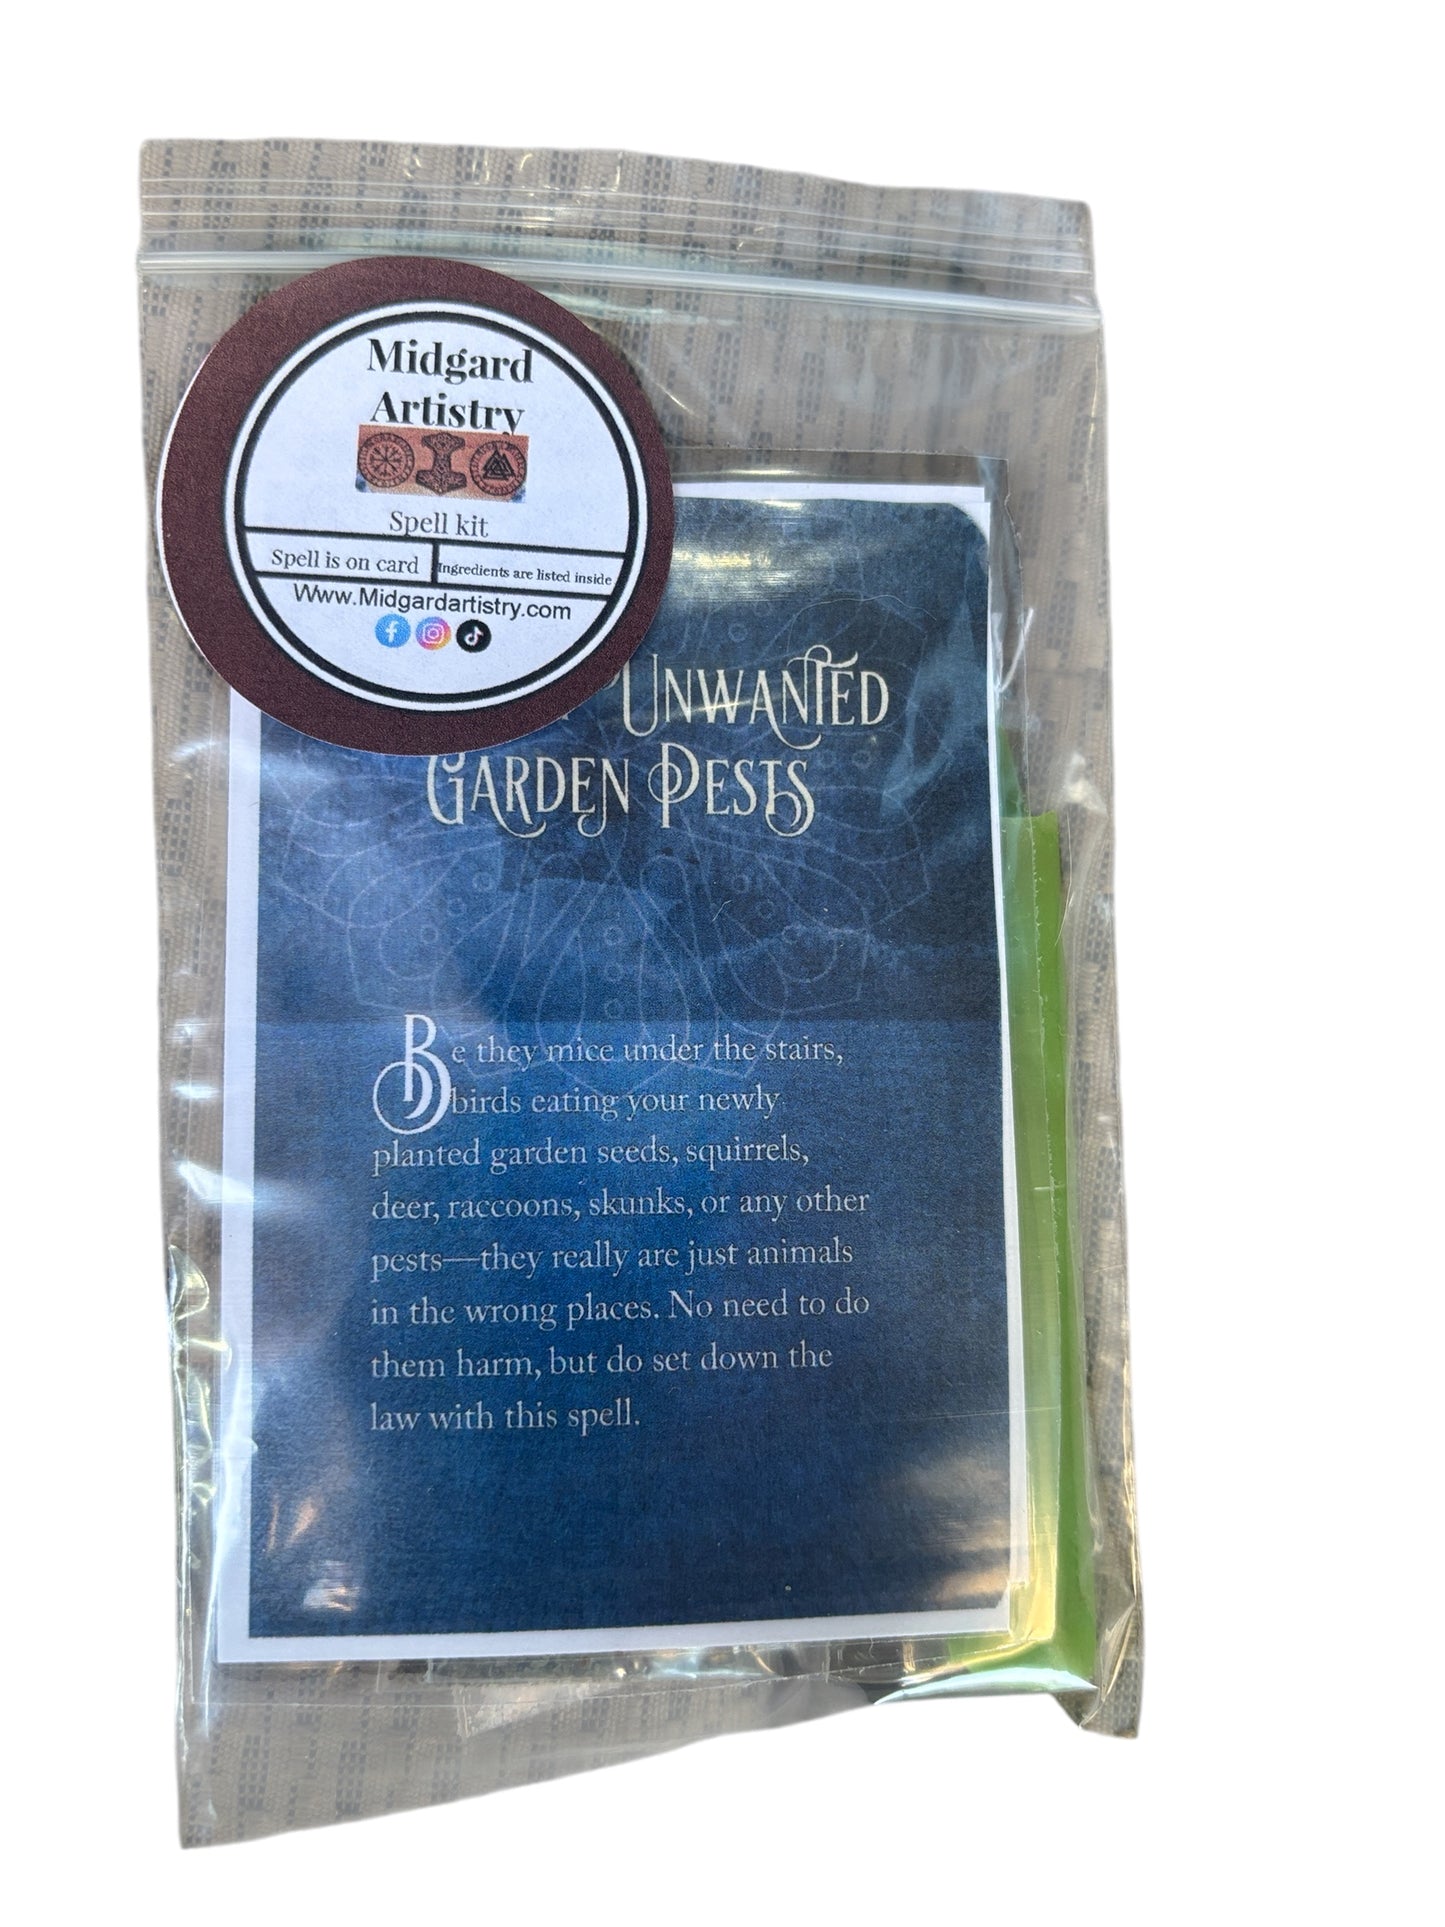 Midgard
Artistry
Spell kit
Spell is on card
Ingredients are listed inside
Www.Midgardartistry.com
Unwanted
Garden Pests
Be they mice under the stairs,
birds eating your newly
planted garden seeds, squirrels,
deer, raccoons, skunks, or any other
pests—they really are just animals
in the wrong places. No need to do
them harm, but do set down the
law with this spell.